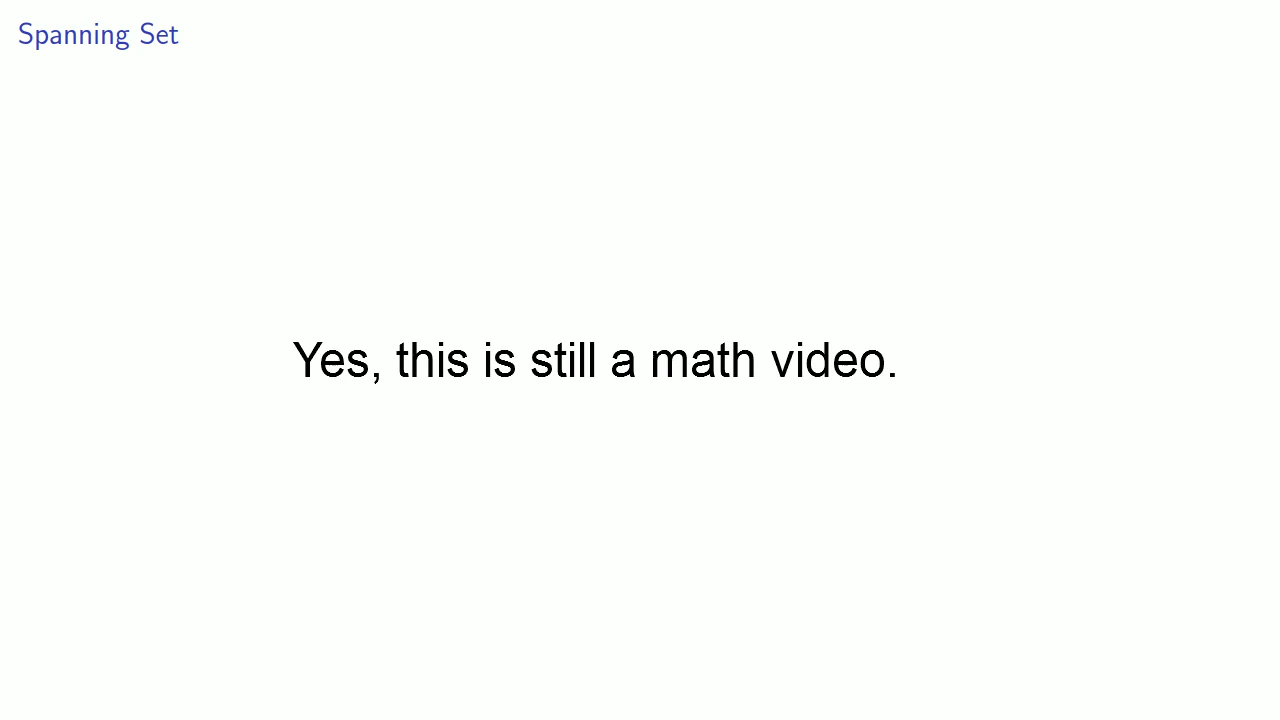 Spanning Set
Yes, this is still a math video.